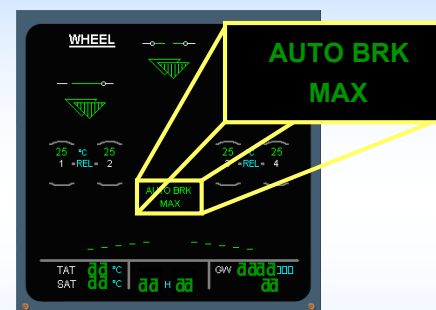 WHEEL
AUTO BRK
MAX
25 °C 25 25 25
1 -REL- 2 -REL- 4
AUTO BRK
MAX
TAT °C GW
SAT °C H